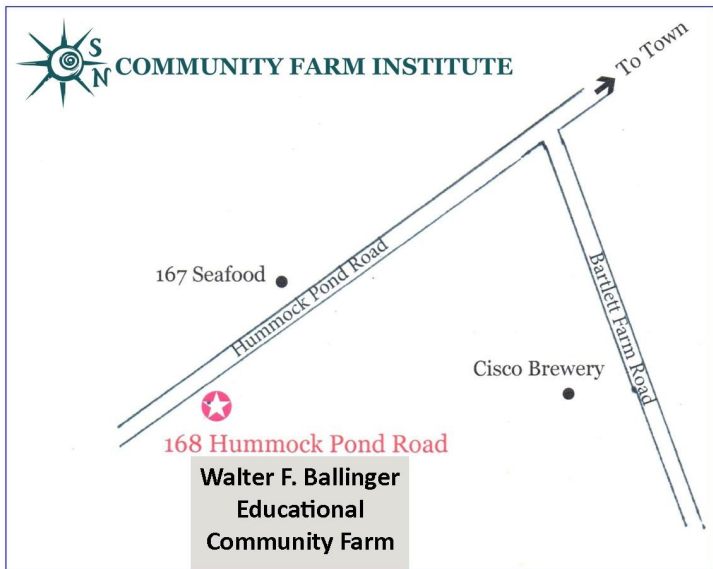 S
N
COMMUNITY FARM INSTITUTE
To Town
Hummock Pond Road
167 Seafood
Bartlett Farm Road
Cisco Brewery
168 Hummock Pond Road
Walter F. Ballinger
Educational
Community Farm